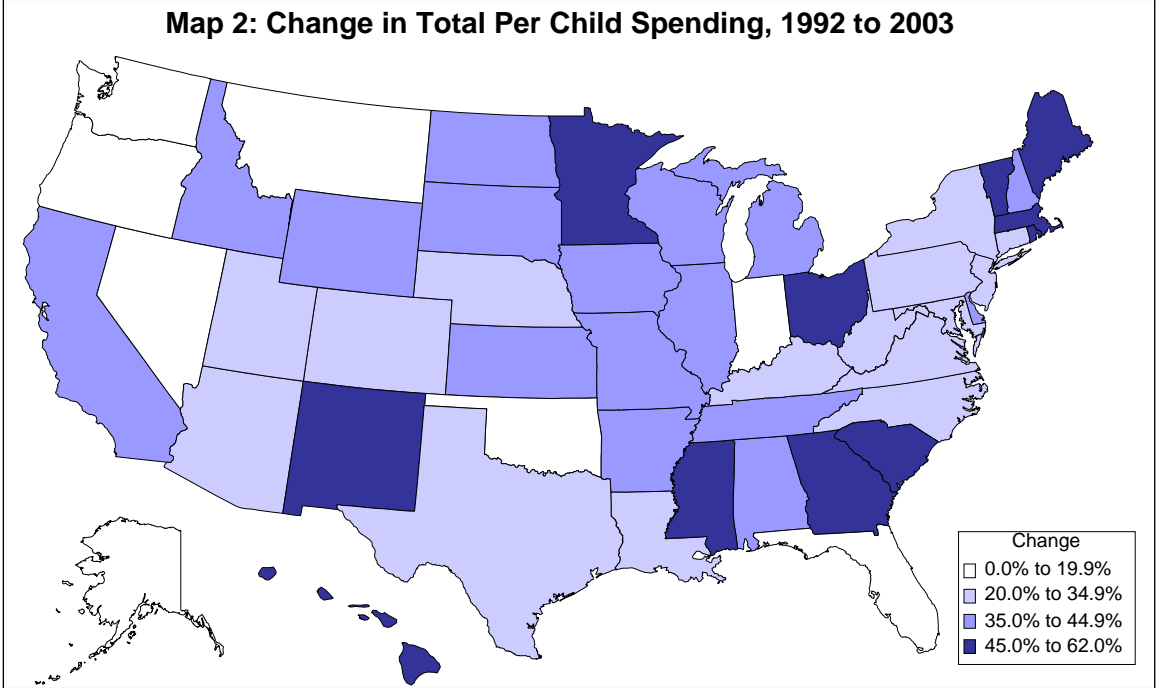 Map 2: Change in Total Per Child Spending, 1992 to 2003
Change
0.0% to 19.9%
20.0% to 34.9%
35.0% to 44.9%
45.0% to 62.0%